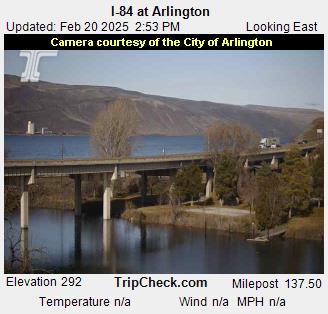 I-84 at Arlington
Updated: Feb 20 2025 2:53 PM Looking East
Camera courtesy of the City of Arlington
Elevation 292 TripCheck.com Milepost 137.50
Temperature n/a Wind n/a MPH n/a